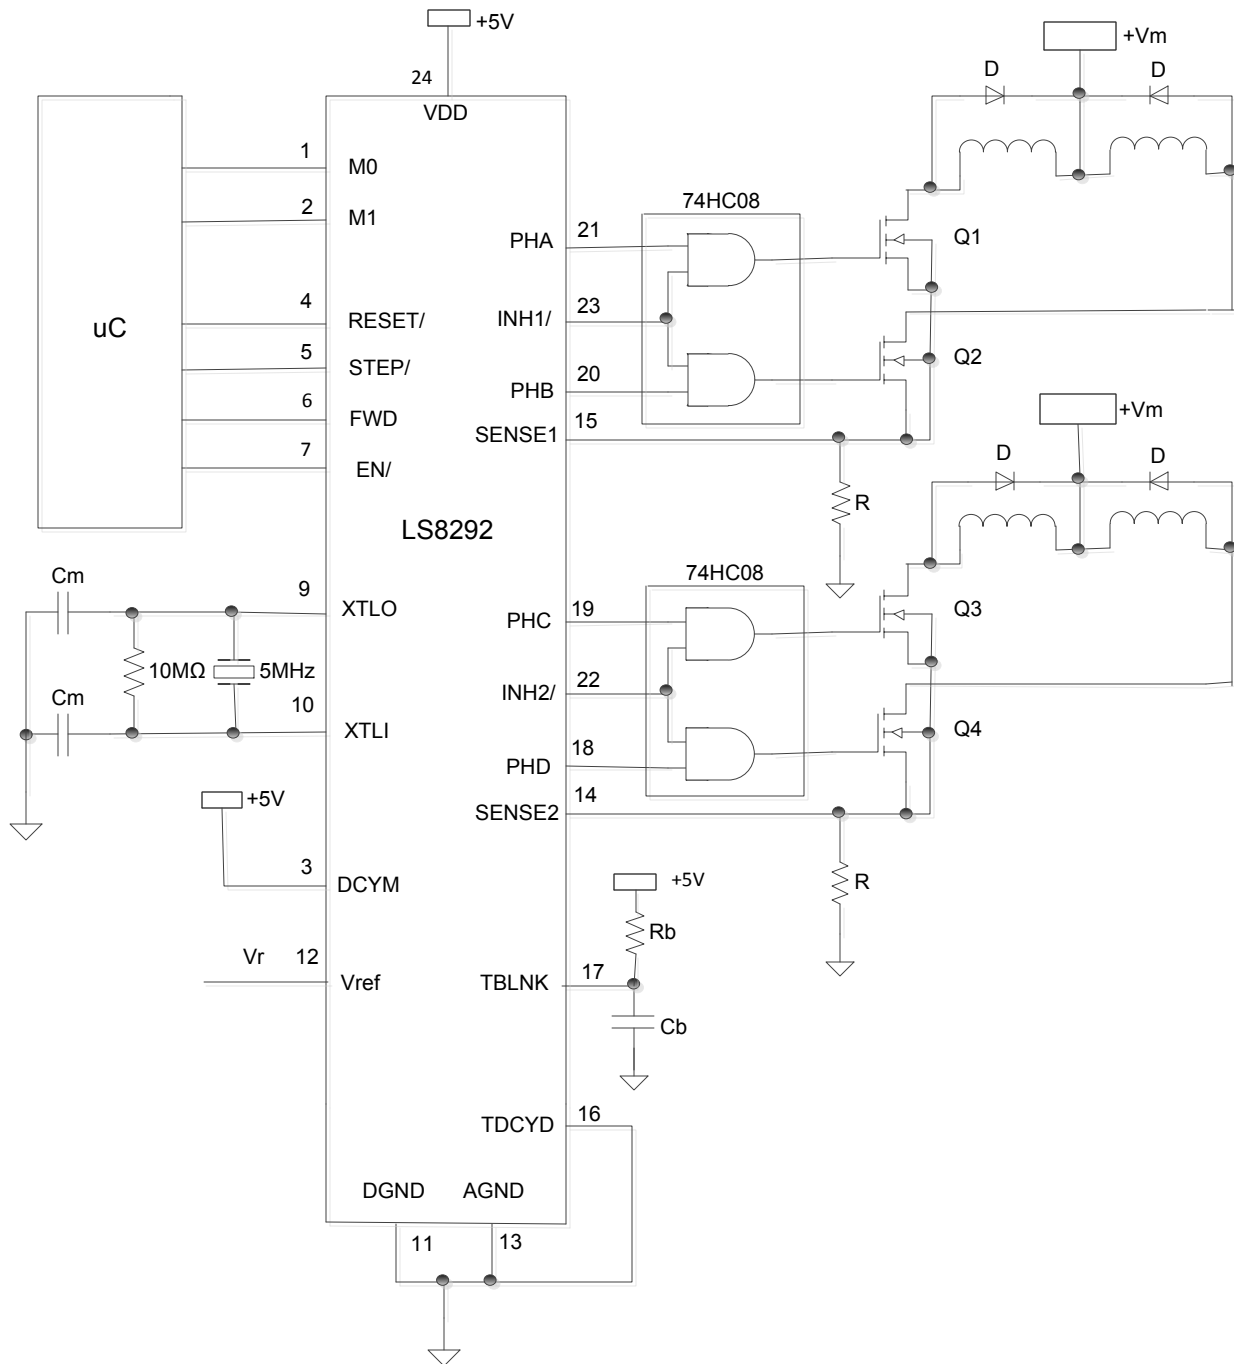 +5V
+Vm
24
D
D
VDD
1
M0
2
M1
74HC08
21
PHA
Q1
4
RESET/
23
INH1/
uC
5
STEP/
20
PHB
Q2
6
FWD
15
SENSE1
+Vm
7
EN/
D
D
R
LS8292
74HC08
Cm
9
XTLO
19
PHC
Q3
10MΩ
5MHz
Cm
10
XTLI
22
INH2/
18
PHD
Q4
+5V
14
SENSE2
3
DCYM
+5V
R
Rb
Vr
12
Vref
17
TBLNK
Cb
16
TDCYD
DGND
AGND
11
13